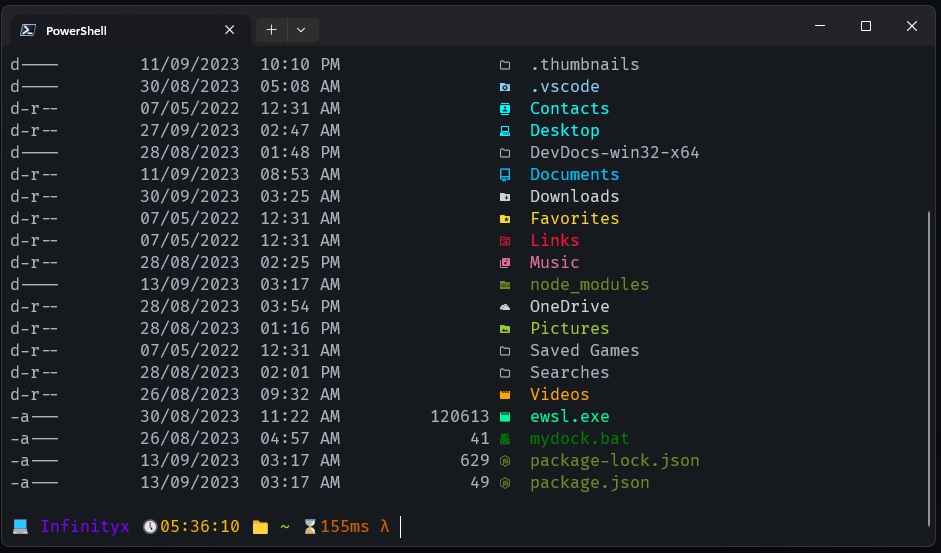 PowerShell
d---- 11/09/2023 10:10 PM .thumbnails
d---- 30/08/2023 05:08 AM .vscode
d-r-- 07/05/2022 12:31 AM Contacts
d-r-- 27/09/2023 02:47 AM Desktop
d---- 28/08/2023 01:48 PM DevDocs-win32-x64
d-r-- 11/09/2023 08:53 AM Documents
d-r-- 30/09/2023 03:25 AM Downloads
d-r-- 07/05/2022 12:31 AM Favorites
d-r-- 07/05/2022 12:31 AM Links
d-r-- 28/08/2023 02:25 PM Music
d---- 13/09/2023 03:17 AM node_modules
d-r-- 28/08/2023 03:54 PM OneDrive
d-r-- 28/08/2023 01:16 PM Pictures
d-r-- 07/05/2022 12:31 AM Saved Games
d-r-- 28/08/2023 02:01 PM Searches
d-r-- 26/08/2023 09:32 AM Videos
-a--- 30/08/2023 11:22 AM 120613 ewsl.exe
-a--- 26/08/2023 04:57 AM 41 mydock.bat
-a--- 13/09/2023 03:17 AM 629 package-lock.json
-a--- 13/09/2023 03:17 AM 49 package.json
Infinityx 05:36:10 ~ 155ms λ